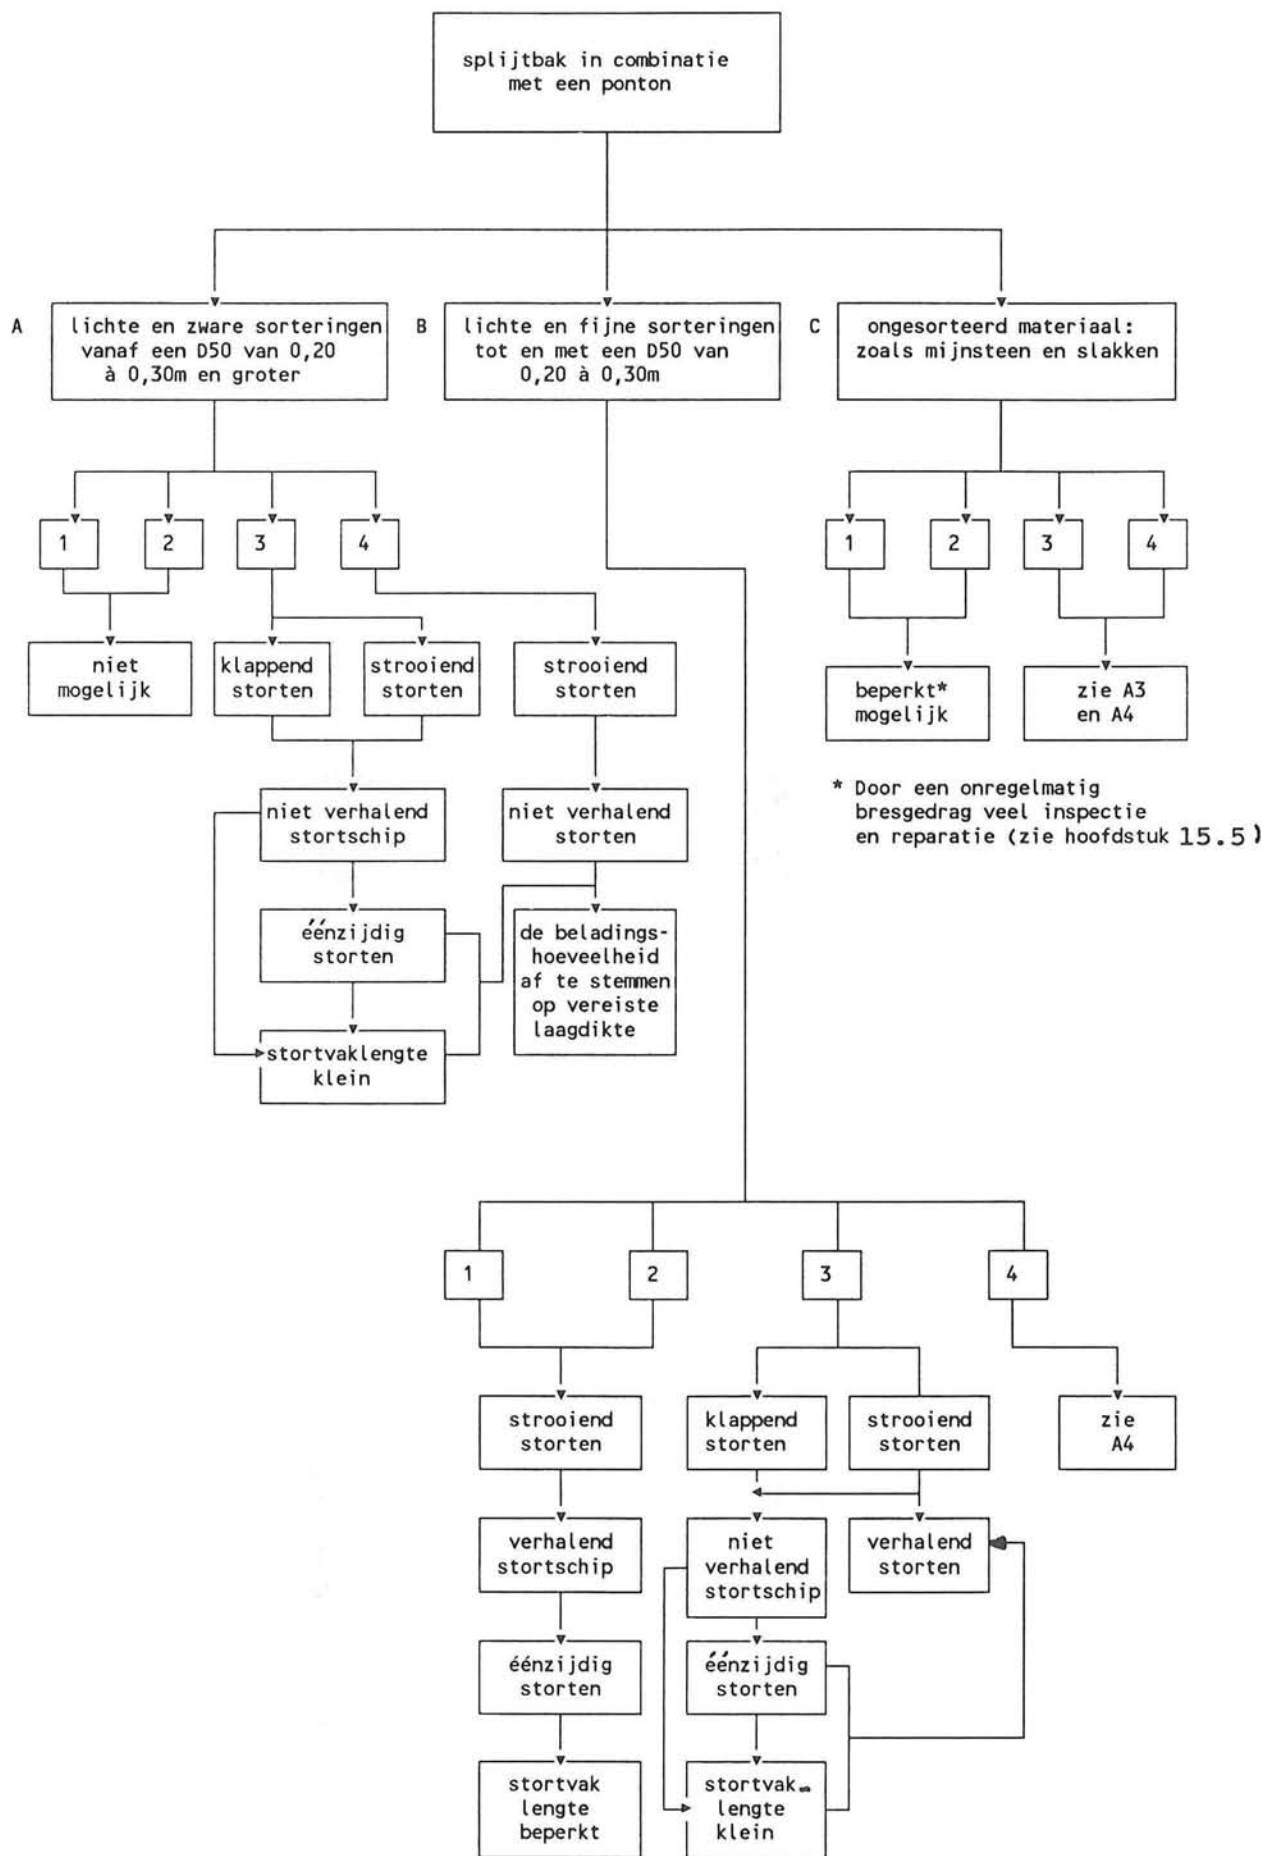 splijtbak in combinatie
met een ponton
A
lichte en zware sorteringen
vanaf een D50 van 0,20
à 0,30m en groter
B
lichte en fijne sorteringen
tot en met een D50 van
0,20 à 0,30m
C
ongesorteerd materiaal:
zoals mijnsteen en slakken
1
2
3
4
1
2
3
4
niet
mogelijk
klappend
storten
strooiend
storten
strooiend
storten
beperkt*
mogelijk
zie A3
en A4
niet verhalend
stortschip
niet verhalend
storten
* Door een onregelmatig
bresgedrag veel inspectie
en reparatie (zie hoofdstuk 15.5)
éénzijdig
storten
de beladings-
hoeveelheid
af te stemmen
op vereiste
laagdikte
stortvaklengte
klein
1
2
3
4
strooiend
storten
klappend
storten
strooiend
storten
zie
A4
verhalend
stortschip
niet
verhalend
stortschip
verhalend
storten
éénzijdig
storten
éénzijdig
storten
stortvak
lengte
beperkt
stortvak-
lengte
klein